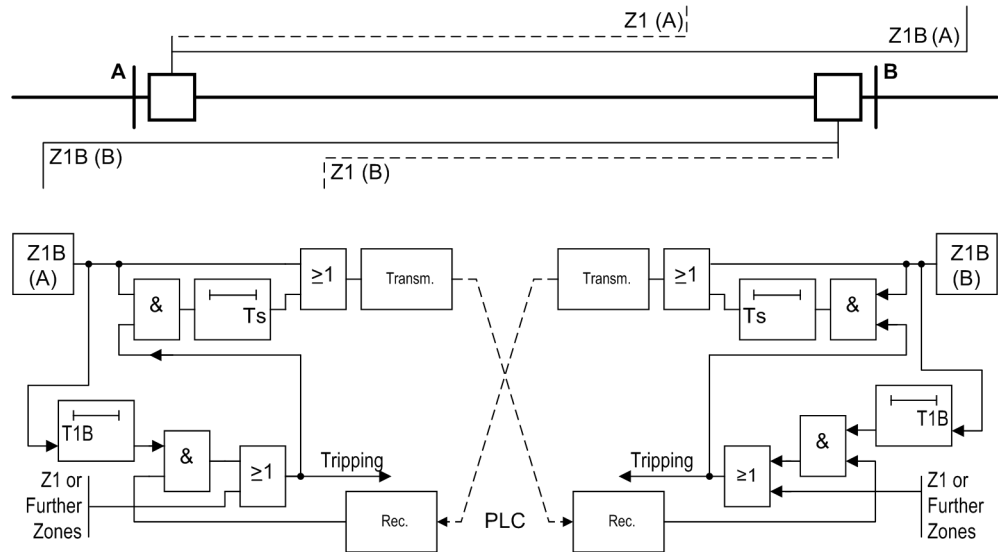 Z1 (A)
Z1B (A)
A
B
Z1B (B)
Z1 (B)
Z1B
(A)
≥1
Transm.
Transm.
≥1
Z1B
(B)
&
Ts
Ts
&
T1B
T1B
&
&
≥1
Tripping
Tripping
≥1
Z1 or
Further
Zones
Rec.
PLC
Rec.
Z1 or
Further
Zones